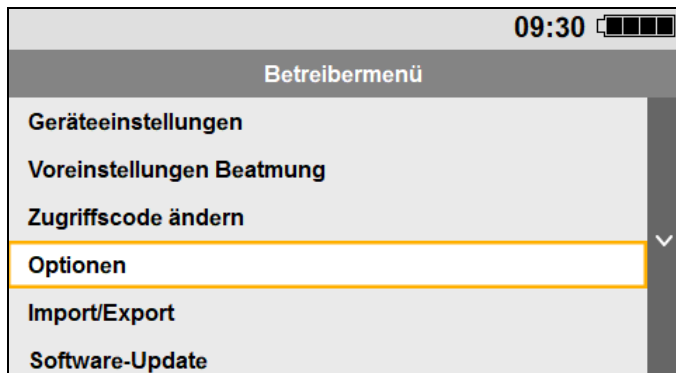 09:30
Betreibermenü
Geräteeinstellungen
Voreinstellungen Beatmung
Zugriffscode ändern
Optionen
Import/Export
Software-Update